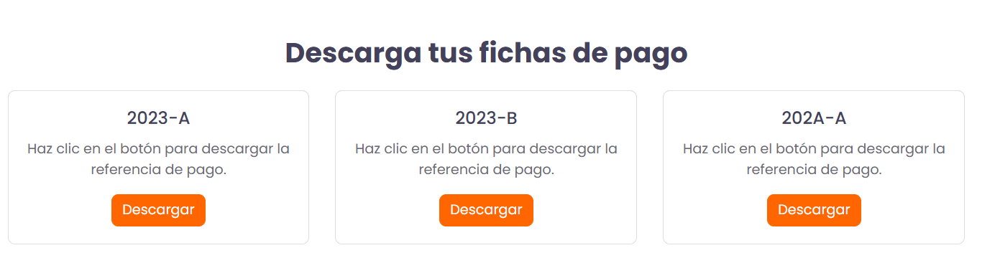 Descarga tus fichas de pago
2023-A
Haz clic en el botón para descargar la
referencia de pago.
Descargar
2023-B
Haz clic en el botón para descargar la
referencia de pago.
Descargar
202A-A
Haz clic en el botón para descargar la
referencia de pago.
Descargar